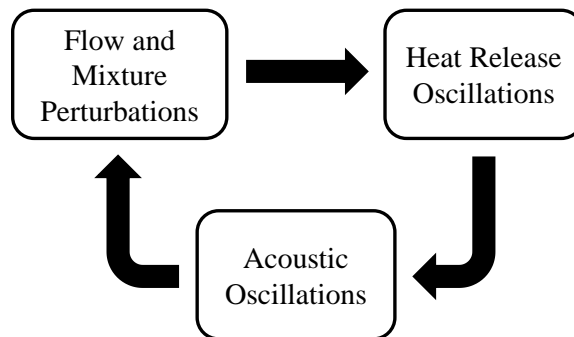 Flow and
Mixture
Perturbations
Heat Release
Oscillations
Acoustic
Oscillations